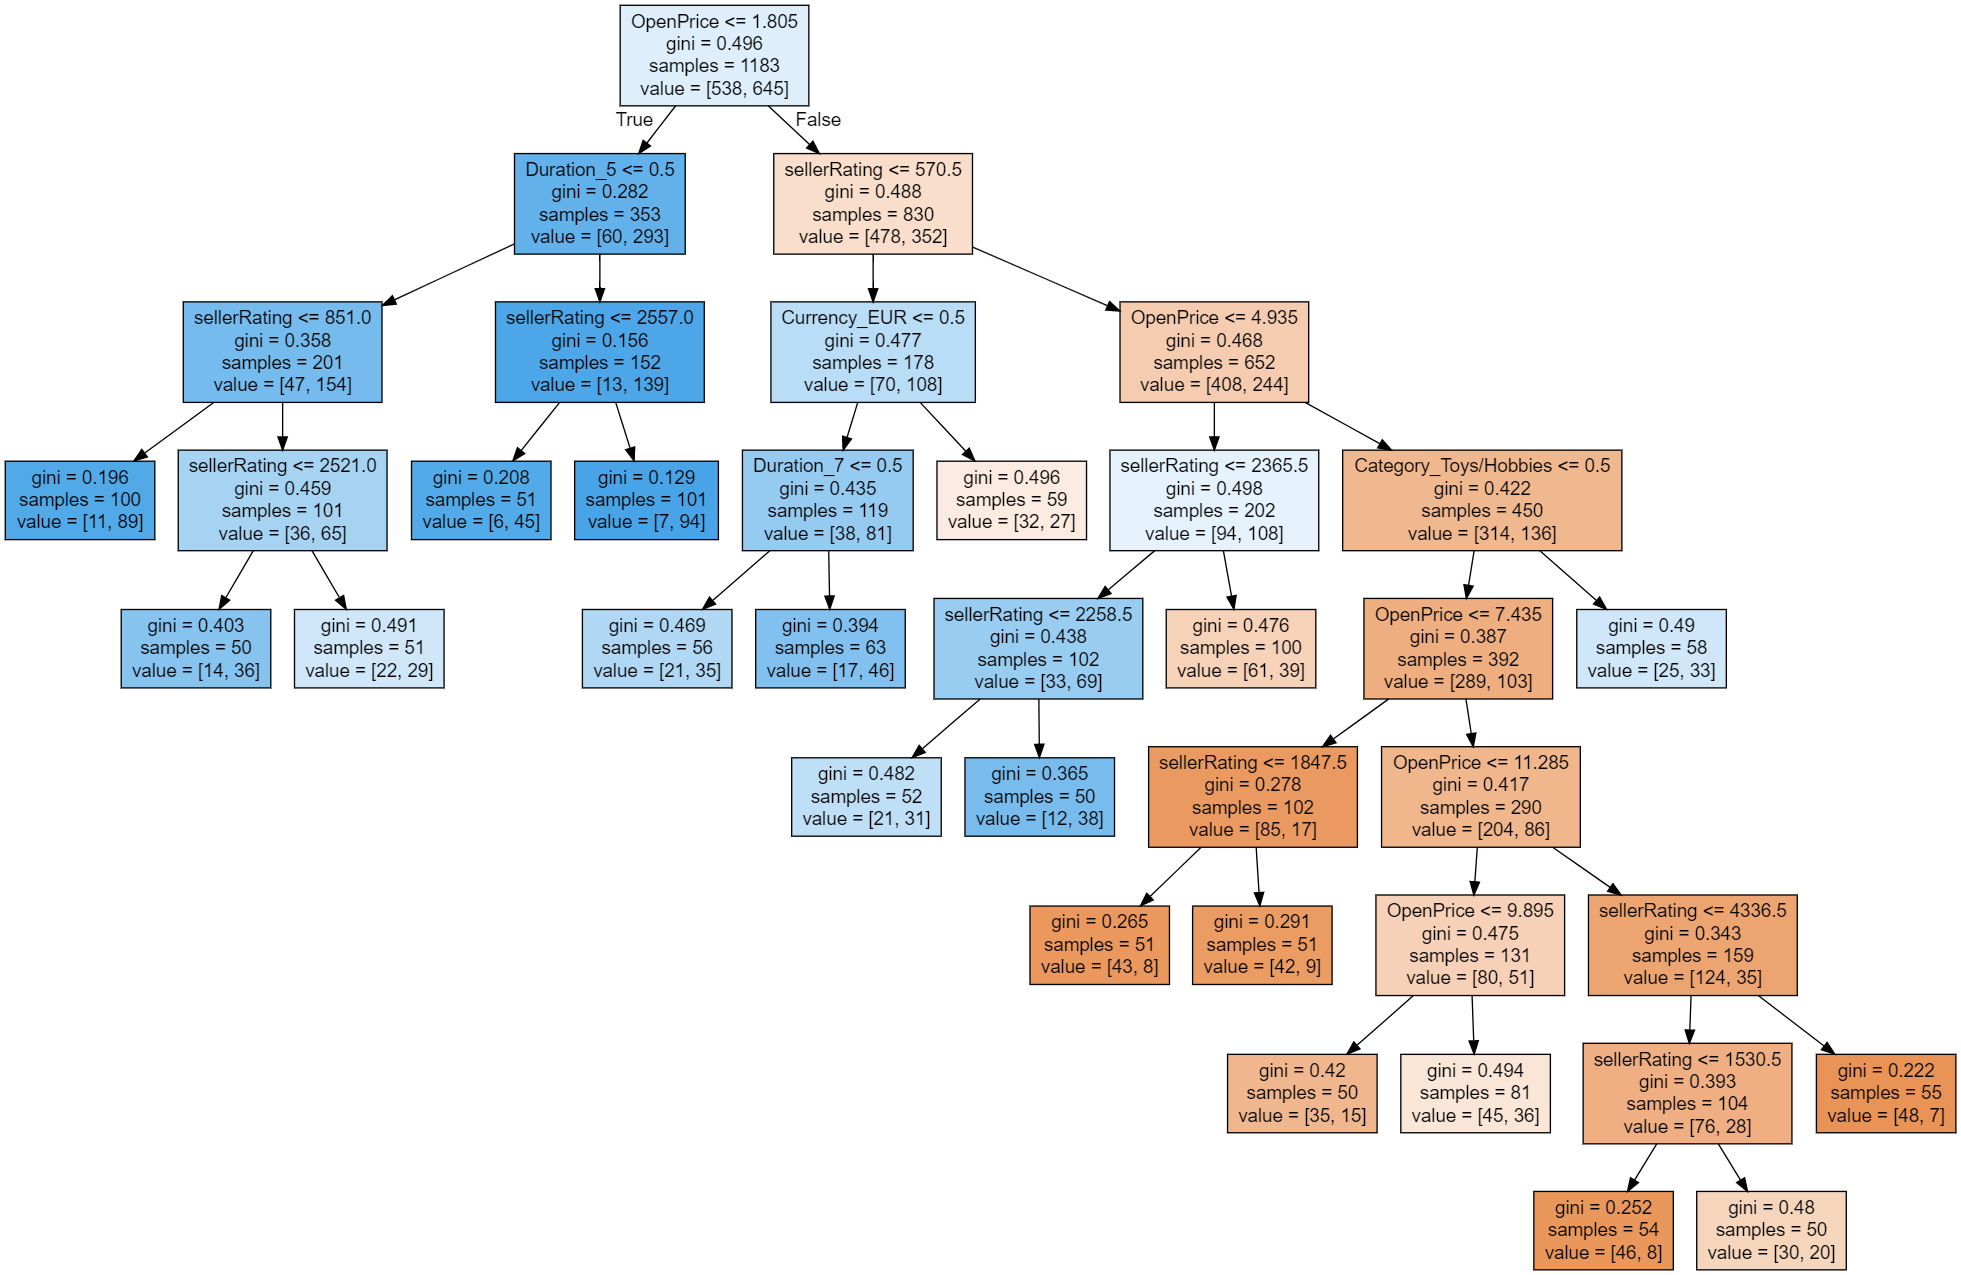 OpenPrice <= 1.805
gini = 0.496
samples = 1183
value = [538, 645]
True
False
Duration_5 <= 0.5
gini = 0.282
samples = 353
value = [60, 293]
sellerRating <= 570.5
gini = 0.488
samples = 830
value = [478, 352]
sellerRating <= 851.0
gini = 0.358
samples = 201
value = [47, 154]
sellerRating <= 2557.0
gini = 0.156
samples = 152
value = [13, 139]
Currency_EUR <= 0.5
gini = 0.477
samples = 178
value = [70, 108]
OpenPrice <= 4.935
gini = 0.468
samples = 652
value = [408, 244]
gini = 0.196
samples = 100
value = [11, 89]
sellerRating <= 2521.0
gini = 0.459
samples = 101
value = [36, 65]
gini = 0.208
samples = 51
value = [6, 45]
gini = 0.129
samples = 101
value = [7, 94]
Duration_7 <= 0.5
gini = 0.435
samples = 119
value = [38, 81]
gini = 0.496
samples = 59
value = [32, 27]
sellerRating <= 2365.5
gini = 0.498
samples = 202
value = [94, 108]
Category_Toys/Hobbies <= 0.5
gini = 0.422
samples = 450
value = [314, 136]
gini = 0.403
samples = 50
value = [14, 36]
gini = 0.491
samples = 51
value = [22, 29]
gini = 0.469
samples = 56
value = [21, 35]
gini = 0.394
samples = 63
value = [17, 46]
sellerRating <= 2258.5
gini = 0.438
samples = 102
value = [33, 69]
gini = 0.476
samples = 100
value = [61, 39]
OpenPrice <= 7.435
gini = 0.387
samples = 392
value = [289, 103]
gini = 0.49
samples = 58
value = [25, 33]
gini = 0.482
samples = 52
value = [21, 31]
gini = 0.365
samples = 50
value = [12, 38]
sellerRating <= 1847.5
gini = 0.278
samples = 102
value = [85, 17]
OpenPrice <= 11.285
gini = 0.417
samples = 290
value = [204, 86]
gini = 0.265
samples = 51
value = [43, 8]
gini = 0.291
samples = 51
value = [42, 9]
OpenPrice <= 9.895
gini = 0.475
samples = 131
value = [80, 51]
sellerRating <= 4336.5
gini = 0.343
samples = 159
value = [124, 35]
gini = 0.42
samples = 50
value = [35, 15]
gini = 0.494
samples = 81
value = [45, 36]
sellerRating <= 1530.5
gini = 0.393
samples = 104
value = [76, 28]
gini = 0.222
samples = 55
value = [48, 7]
gini = 0.252
samples = 54
value = [46, 8]
gini = 0.48
samples = 50
value = [30, 20]